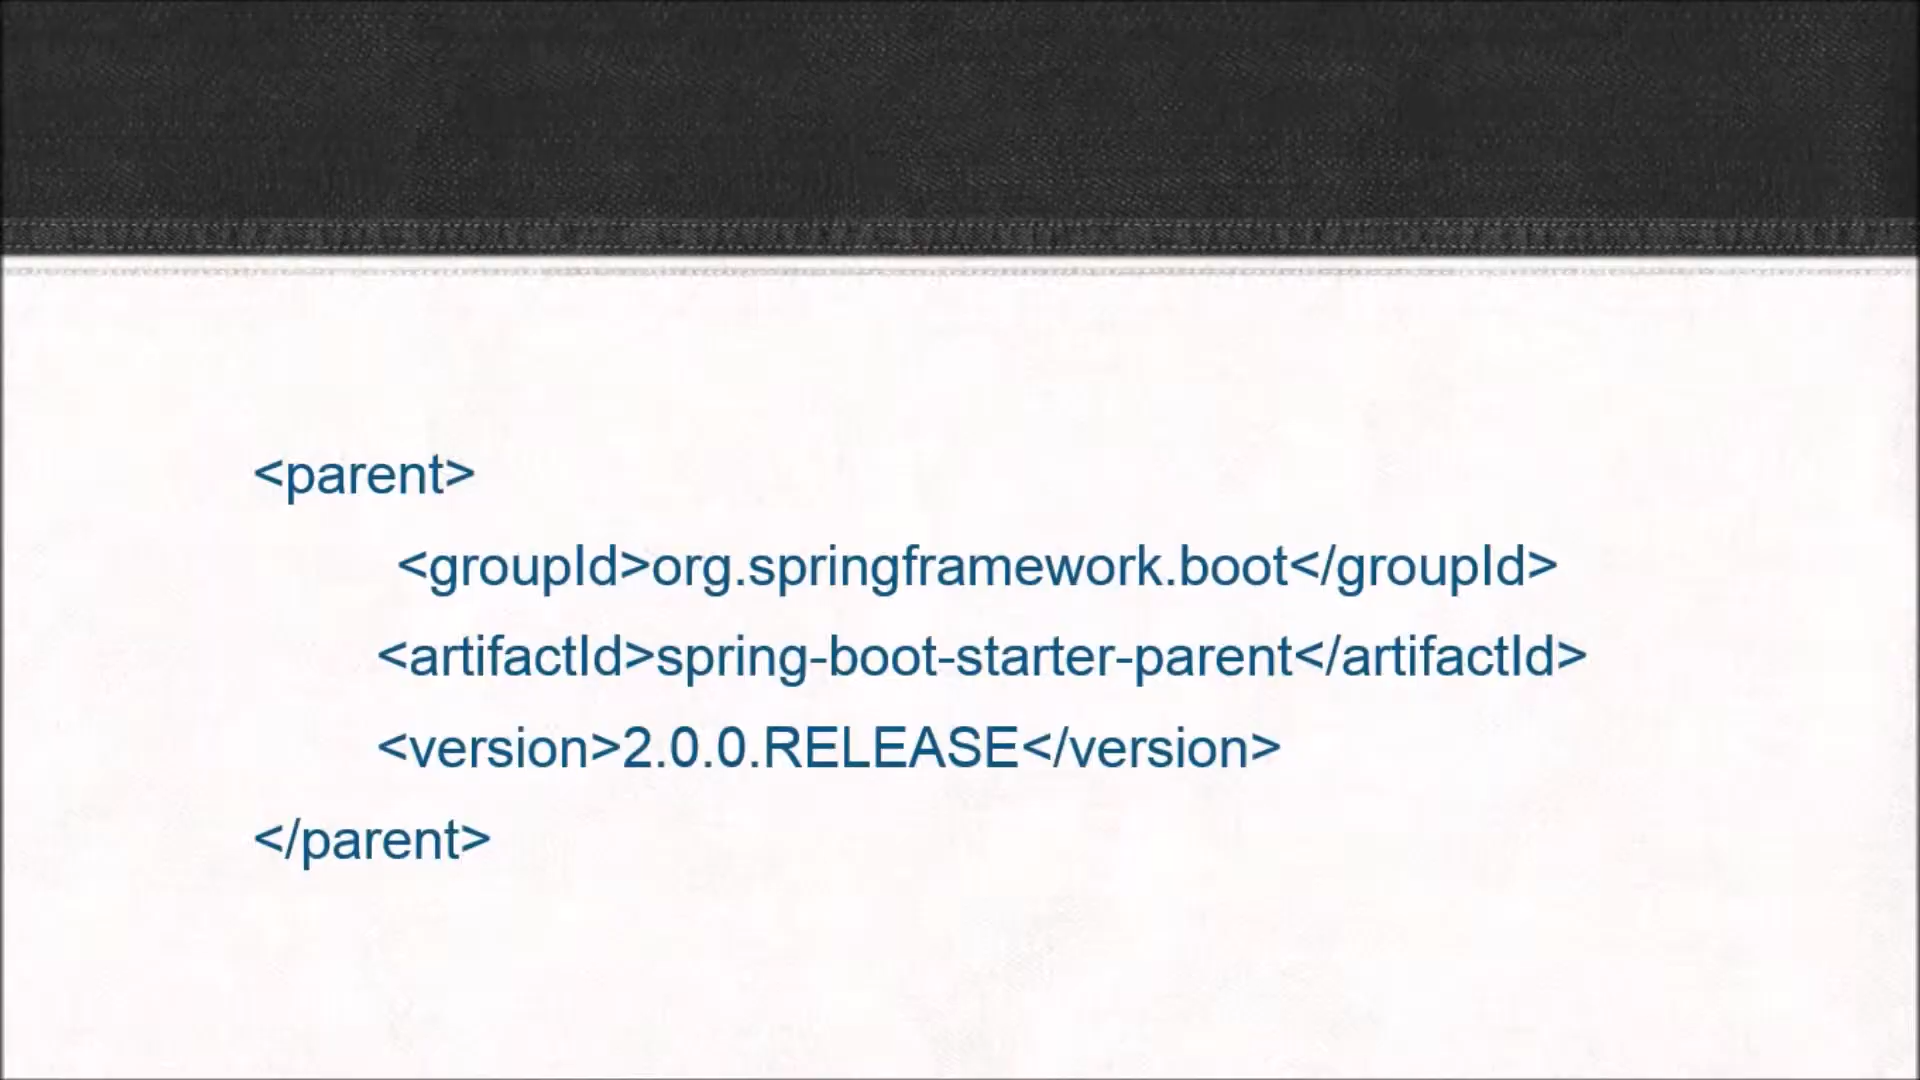 <parent>
<groupId>org.springframework.boot</groupId>
<artifactId>spring-boot-starter-parent</artifactId>
<version>2.0.0.RELEASE</version>
</parent>